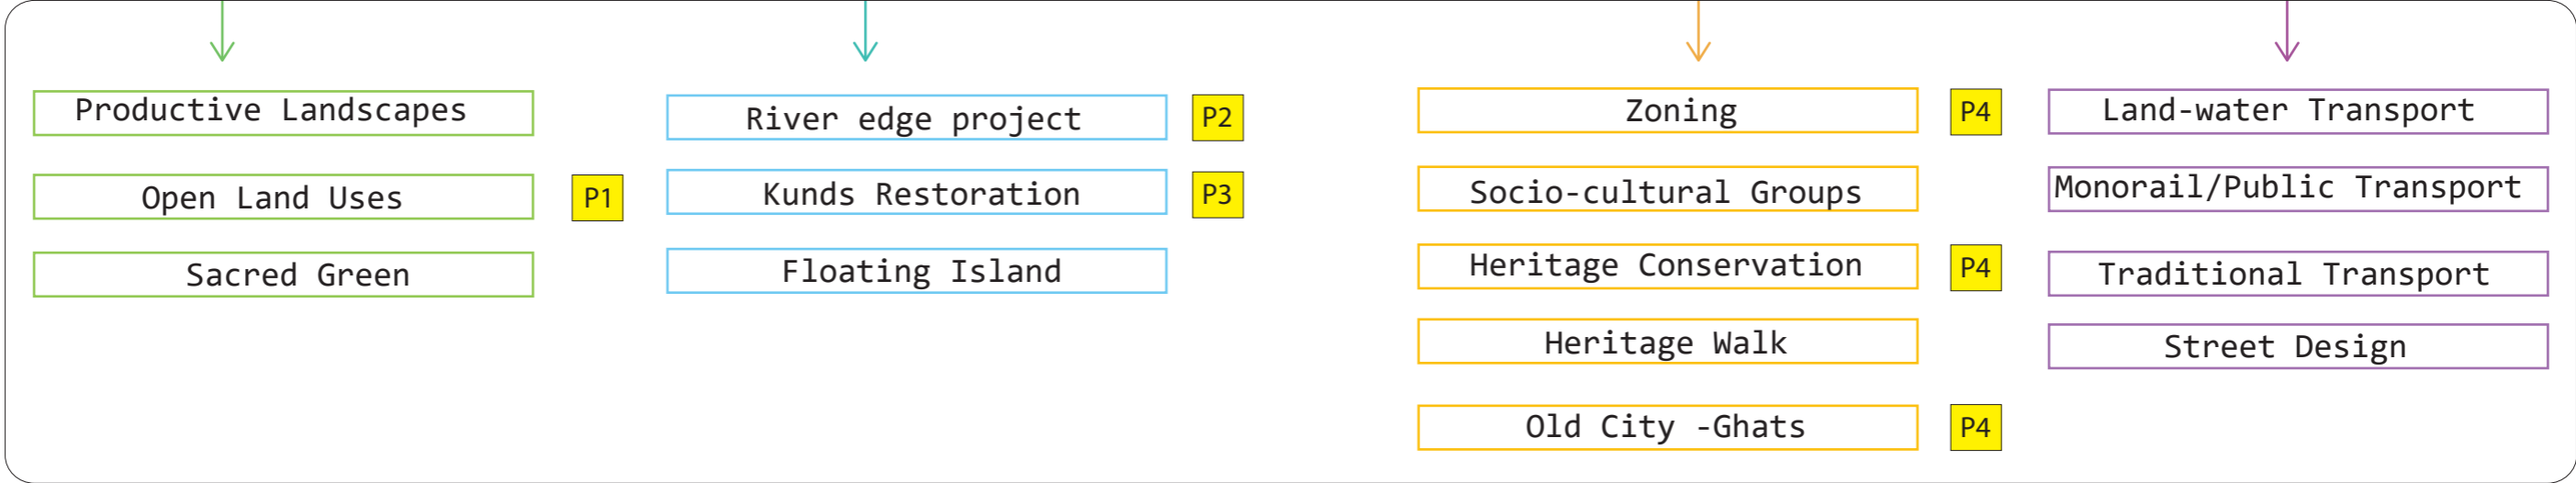 Productive Landscapes
Open Land Uses P1
Sacred Green
River edge project P2
Kunds Restoration P3
Floating Island
Zoning P4
Socio-cultural Groups
Heritage Conservation P4
Heritage Walk
Old City -Ghats P4
Land-water Transport
Monorail/Public Transport
Traditional Transport
Street Design